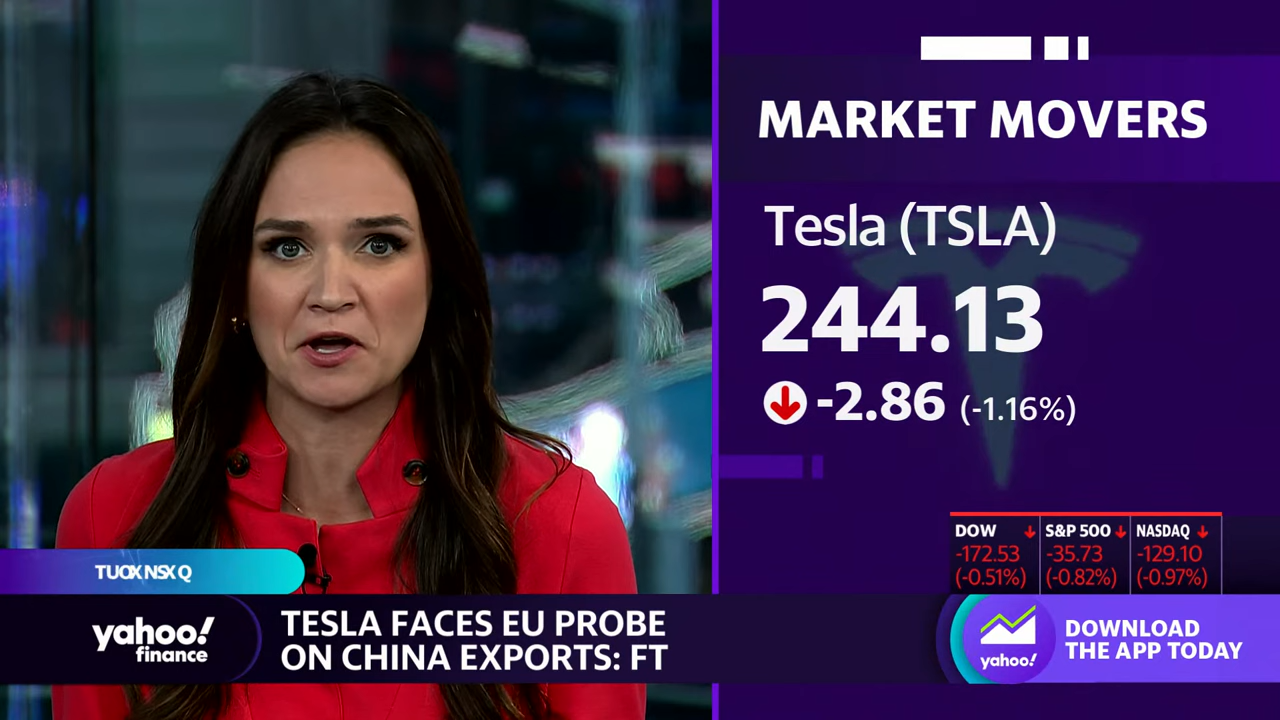 MARKET MOVERS
Tesla (TSLA)
244.13
-2.86 (-1.16%)
DOW
-172.53
(-0.51%)
S&P 500
-35.73
(-0.82%)
NASDAQ
-129.10
(-0.97%)
yahoo!
finance
TESLA FACES EU PROBE
ON CHINA EXPORTS: FT
yahoo!
DOWNLOAD
THE APP TODAY